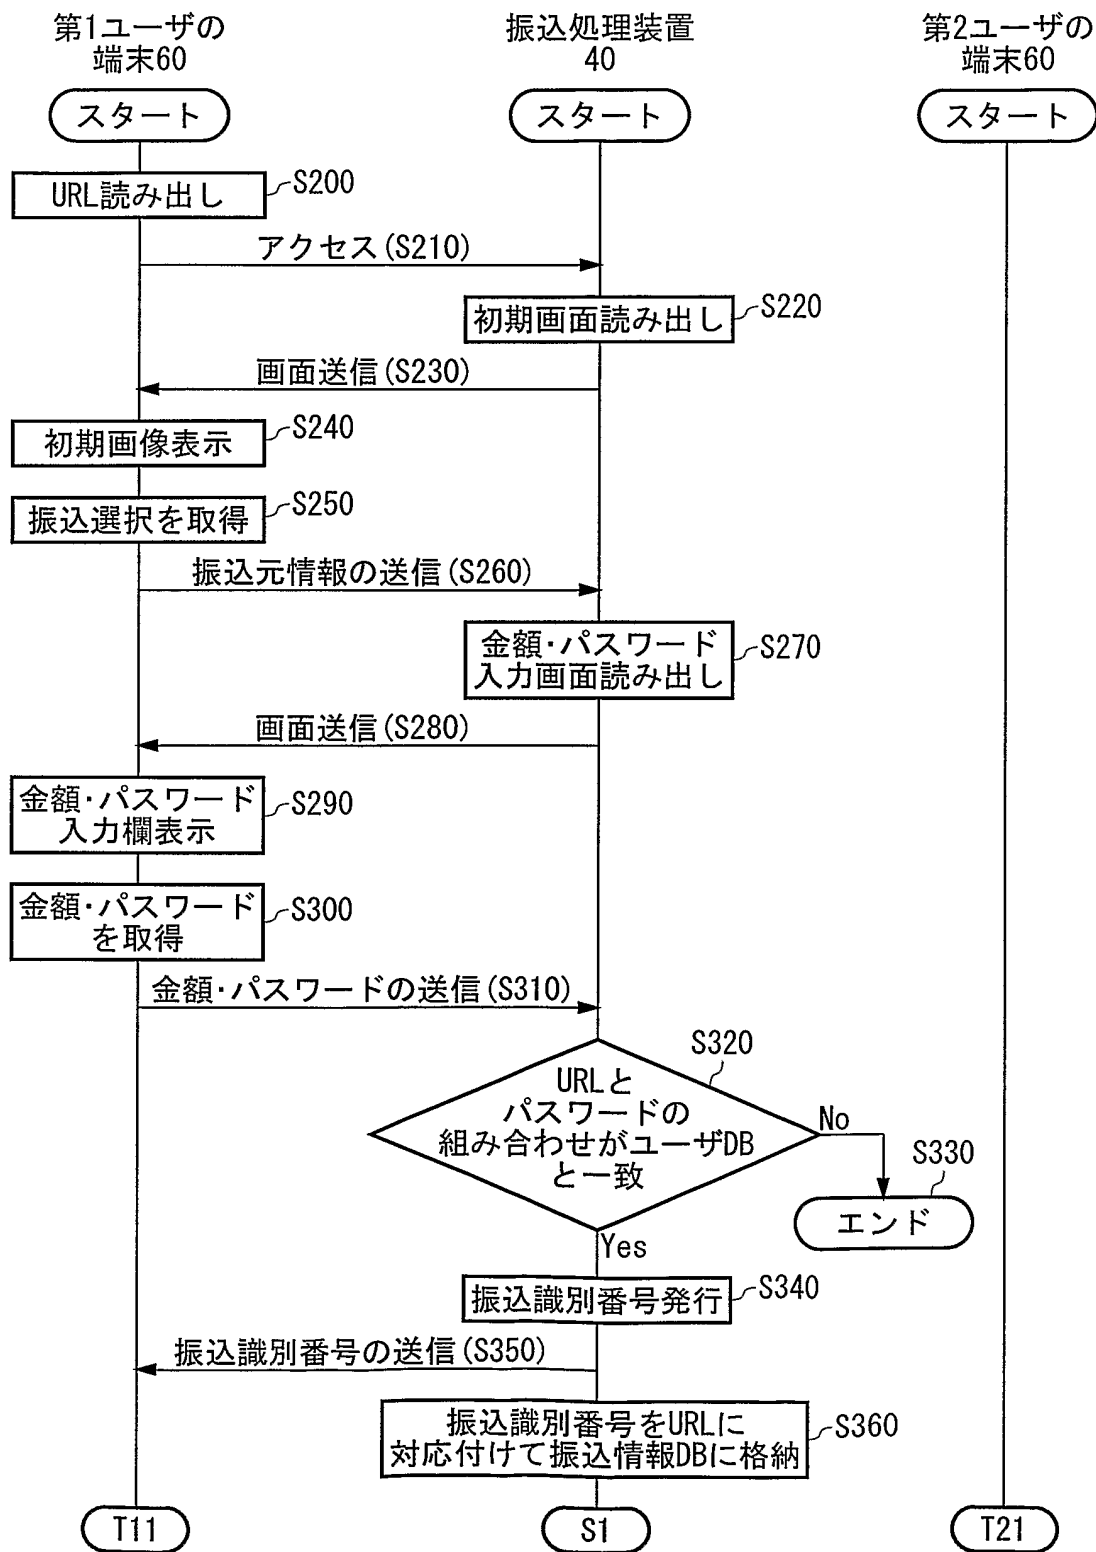 第1ユーザの
端末60
振込処理装置
40
第2ユーザの
端末60
スタート
スタート
スタート
URL読み出し
S200
アクセス(S210)
初期画面読み出し
S220
画面送信(S230)
初期画像表示
S240
振込選択を取得
S250
振込元情報の送信(S260)
金額・パスワード
入力画面読み出し
S270
画面送信(S280)
金額・パスワード
入力欄表示
S290
金額・パスワード
を取得
S300
金額・パスワードの送信(S310)
S320
URLと
パスワードの
組み合わせがユーザDB
と一致
No
S330
エンド
Yes
振込識別番号発行
S340
振込識別番号の送信(S350)
振込識別番号をURLに
対応付けて振込情報DBに格納
S360
T11
S1
T21